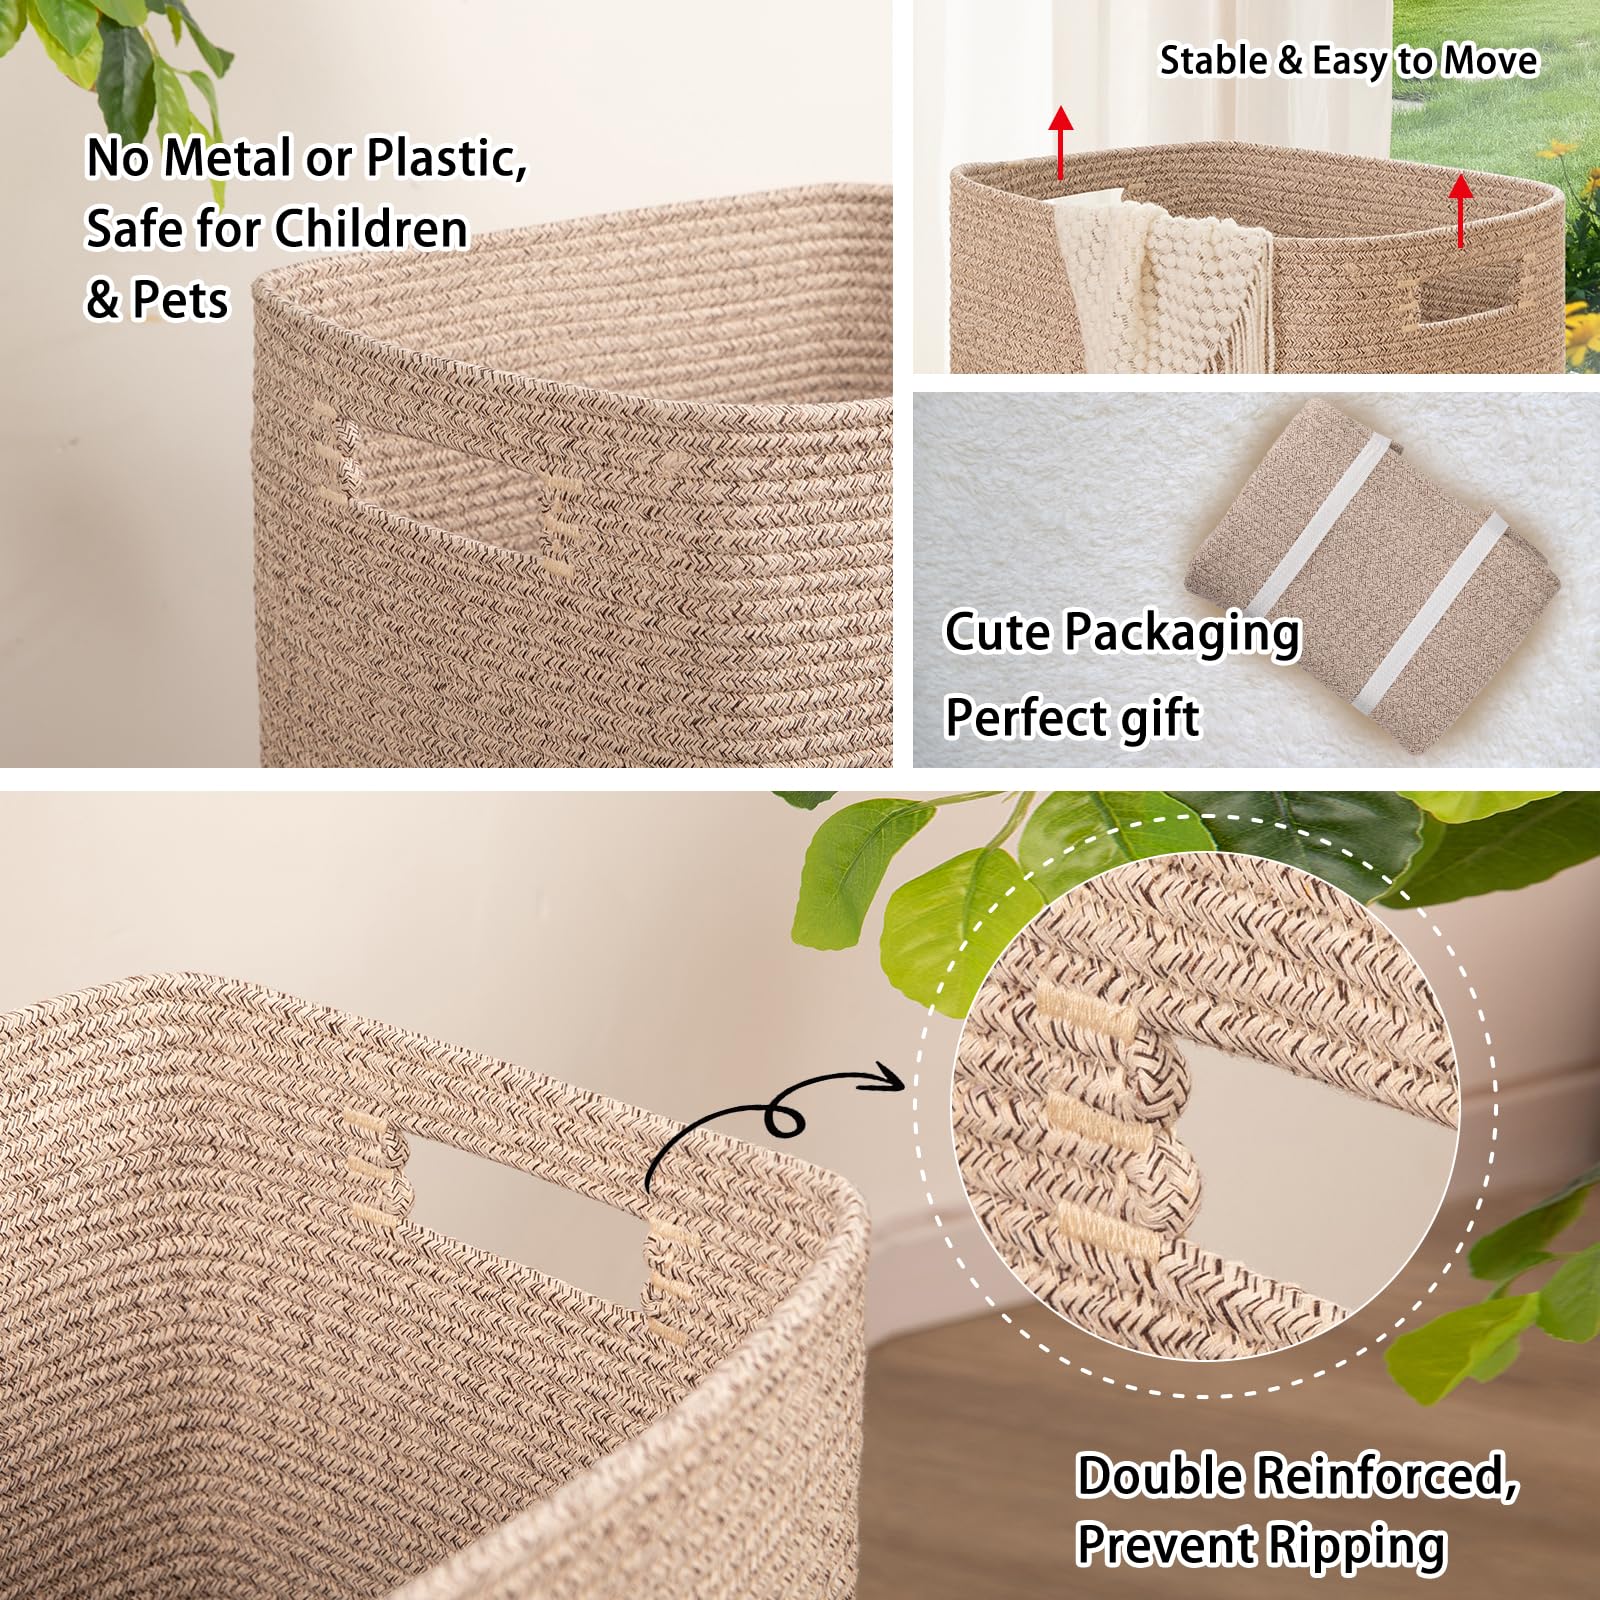 No Metal or Plastic,
Safe for Children
& Pets
Stable & Easy to Move
Cute Packaging
Perfect gift
Double Reinforced,
Prevent Ripping